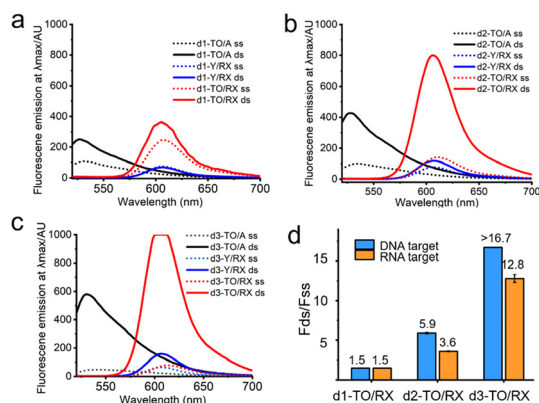 a
1000
800
600
400
200
0
Fluorescene emission at λmax/AU
d1-TO/A ss
d1-TO/A ds
d1-Y/RX ss
d1-Y/RX ds
d1-TO/RX ss
d1-TO/RX ds
550 600 650 700
Wavelength (nm)
b
1000
800
600
400
200
0
Fluorescene emission at λmax/AU
d2-TO/A ss
d2-TO/A ds
d2-Y/RX ss
d2-Y/RX ds
d2-TO/RX ss
d2-TO/RX ds
550 600 650 700
Wavelength (nm)
c
1000
800
600
400
200
0
Fluorescene emission at λmax/AU
d3-TO/A ss
d3-TO/A ds
d3-Y/RX ss
d3-Y/RX ds
d3-TO/RX ss
d3-TO/RX ds
550 600 650 700
Wavelength (nm)
d
15
10
5
0
Fds/Fss
DNA target
RNA target
>16.7
12.8
5.9
3.6
1.5 1.5
d1-TO/RX d2-TO/RX d3-TO/RX